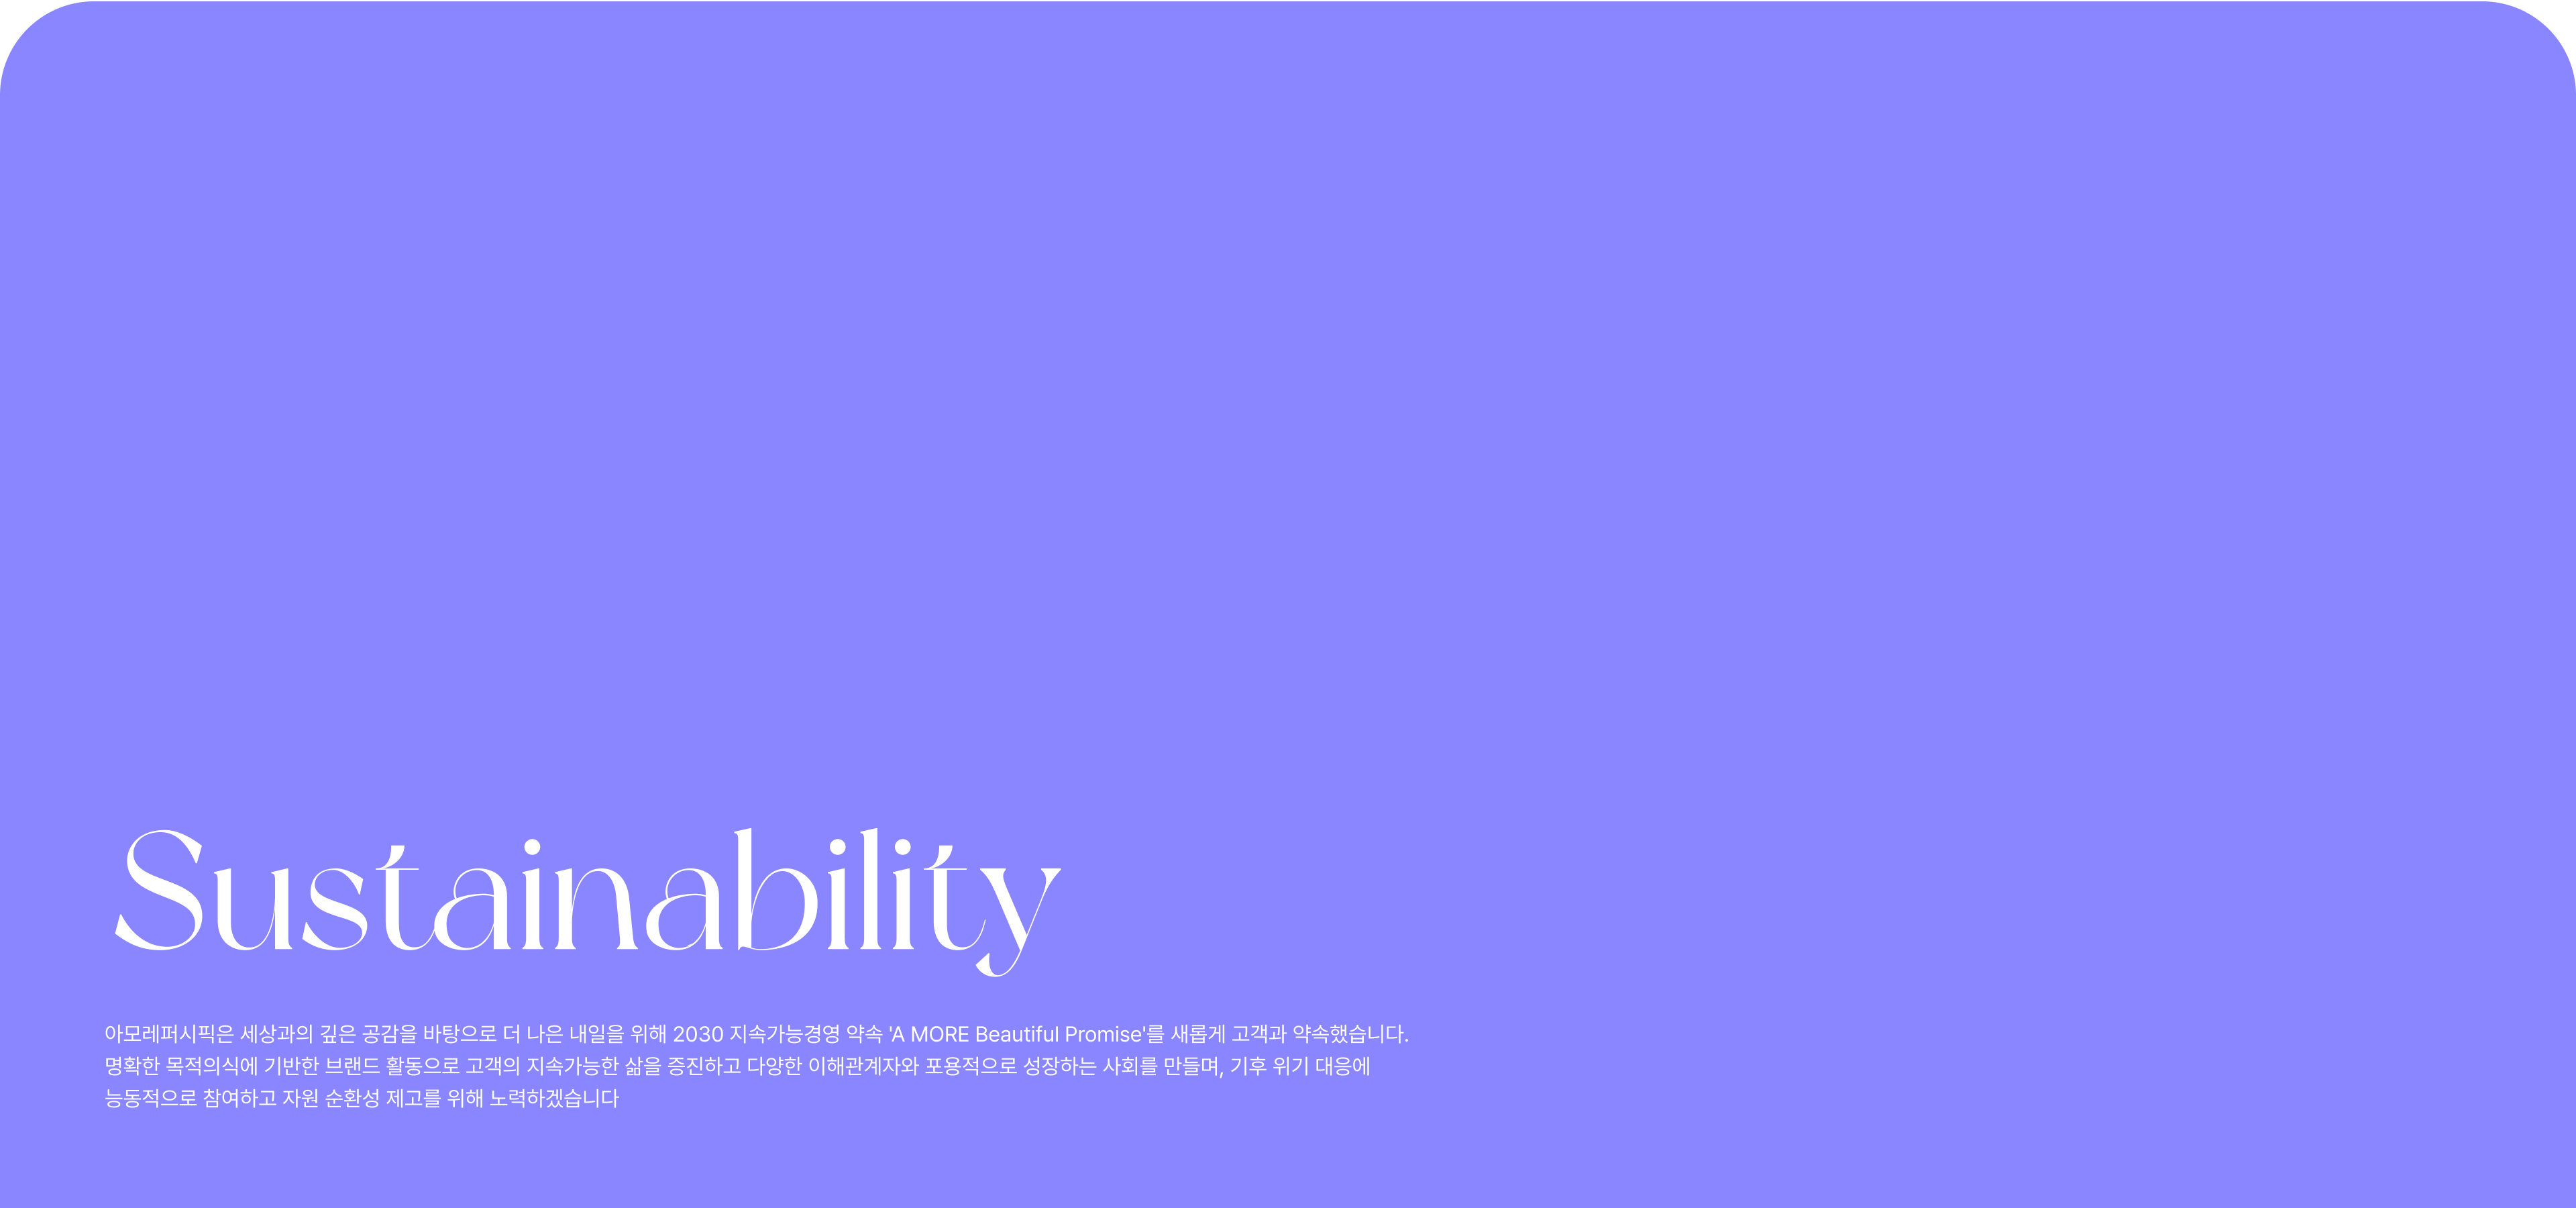 Sustainability
아모레퍼시픽은 세상과의 깊은 공감을 바탕으로 더 나은 내일을 위해 2030 지속가능경영 약속 'A MORE Beautiful Promise'를 새롭게 고객과 약속했습니다.
명확한 목적의식에 기반한 브랜드 활동으로 고객의 지속가능한 삶을 증진하고 다양한 이해관계자와 포용적으로 성장하는 사회를 만들며, 기후 위기 대응에
능동적으로 참여하고 자원 순환성 제고를 위해 노력하겠습니다